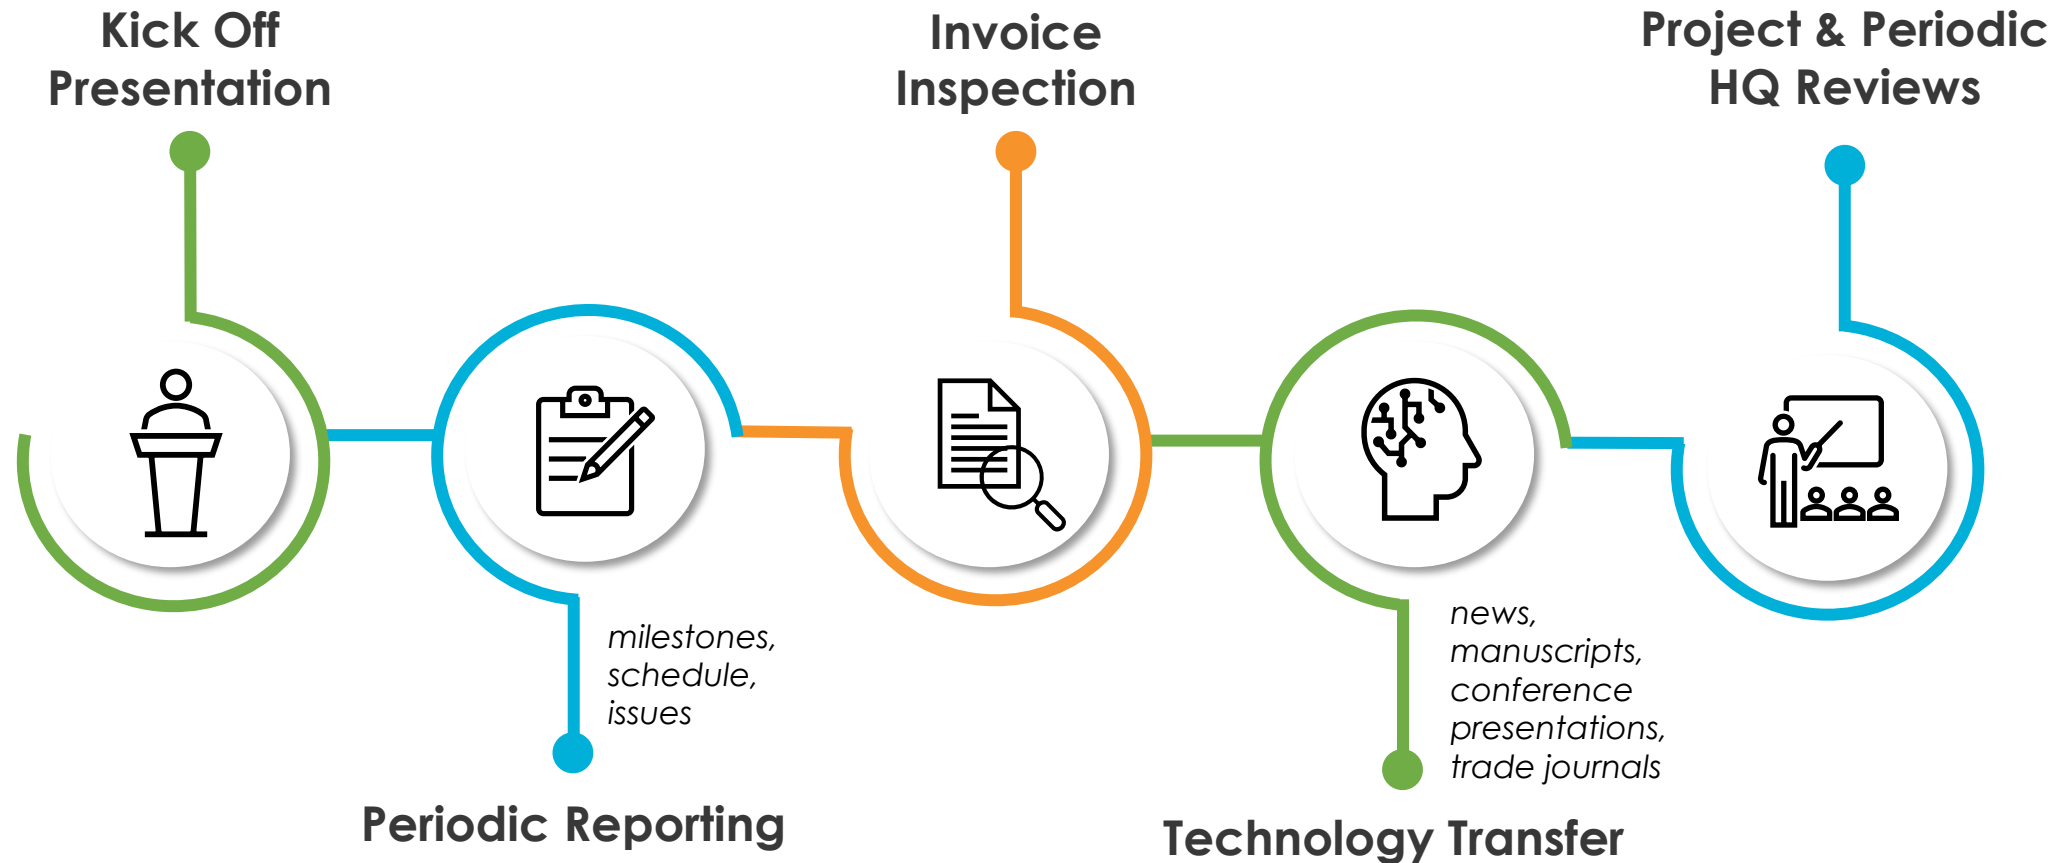 Kick Off
Presentation
Invoice
Inspection
Project & Periodic
HQ Reviews
milestones,
schedule,
issues
Periodic Reporting
news,
manuscripts,
conference
presentations,
trade journals
Technology Transfer